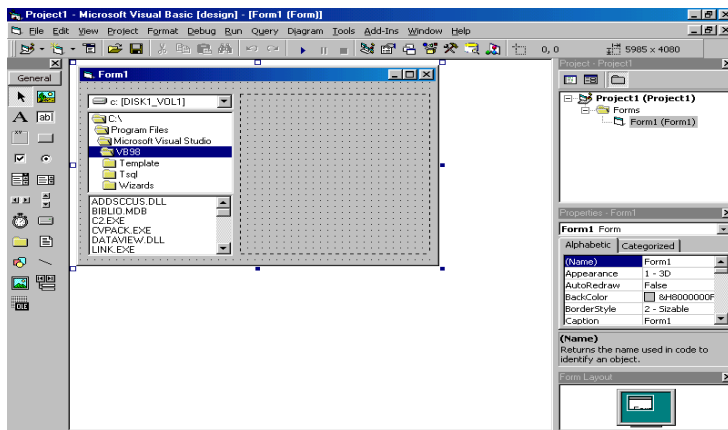 Project1 - Microsoft Visual Basic [design] - [Form1 (Form)]
File Edit View Project Format Debug Run Query Diagram Tools Add-Ins Window Help
0, 0
5985 x 4080
General
A
ab|
OLE
Form1
c: [DISK1_VOL1]
C:\
Program Files
Microsoft Visual Studio
VB98
Template
Tsql
Wizards
ADDSCCUS.DLL
BIBLIO.MDB
C2.EXE
CVPACK.EXE
DATAVIEW.DLL
LINK.EXE
Project - Project1
Project1 (Project1)
Forms
Form1 (Form1)
Properties - Form1
Form1 Form
Alphabetic Categorized
(Name) Form1
Appearance 1 - 3D
AutoRedraw False
BackColor &H8000000F
BorderStyle 2 - Sizable
Caption Form1
(Name)
Returns the name used in code to
identify an object.
Form Layout